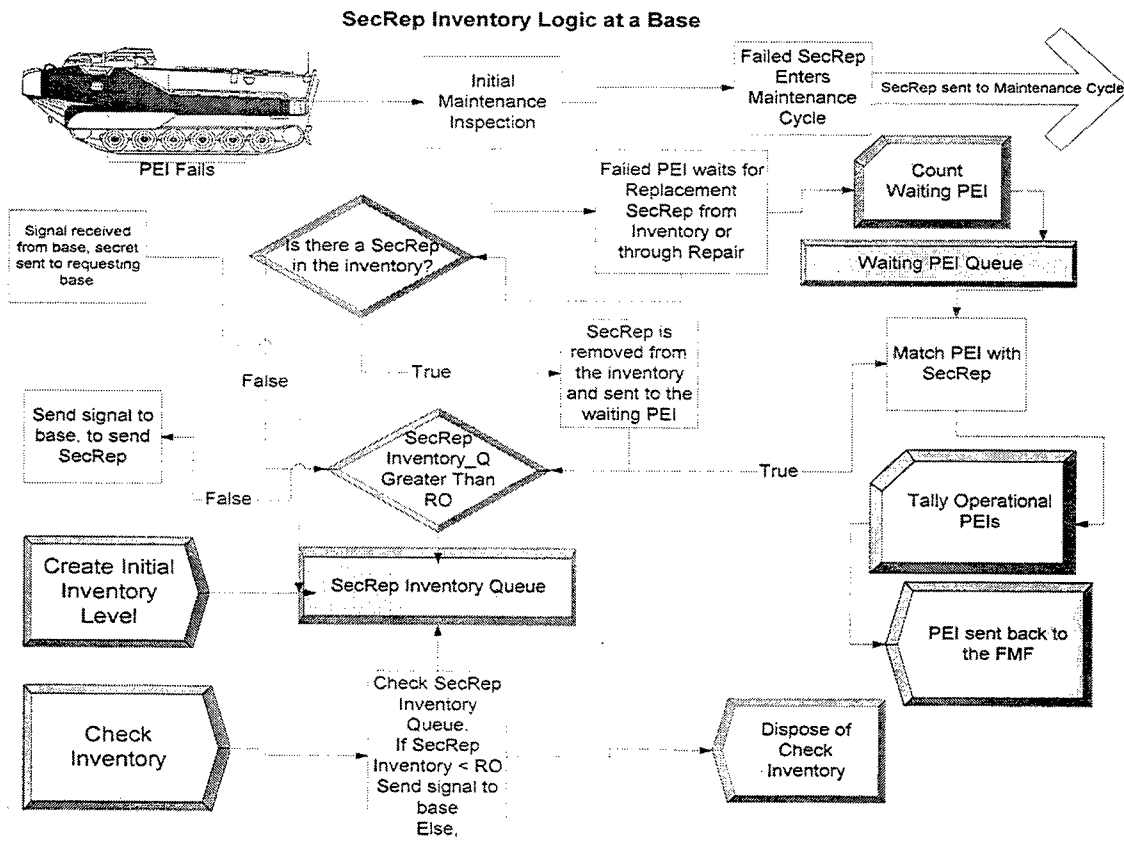 SecRep Inventory Logic at a Base
PEI Fails
Initial
Maintenance
Inspection
Failed SecRep
Enters
Maintenance
Cycle
SecRep sent to Maintenance Cycle
Signal received
from base, secret
sent to requesting
base
Is there a SecRep
in the inventory?
Failed PEI waits for
Replacement
SecRep from
Inventory or
through Repair
Count
Waiting PEI
Waiting PEI Queue
False
True
SecRep is
removed from
the inventory
and sent to the
waiting PEI
Match PEI with
SecRep
Send signal to
base, to send
SecRep
False
SecRep
Inventory_Q
Greater Than
RO
True
Tally Operational
PEIs
Create Initial
Inventory
Level
SecRep Inventory Queue
PEI sent back to
the FMF
Check
Inventory
Check SecRep
Inventory
Queue.
If SecRep
Inventory < RO
Send signal to
base
Else,
Dispose of
Check
Inventory